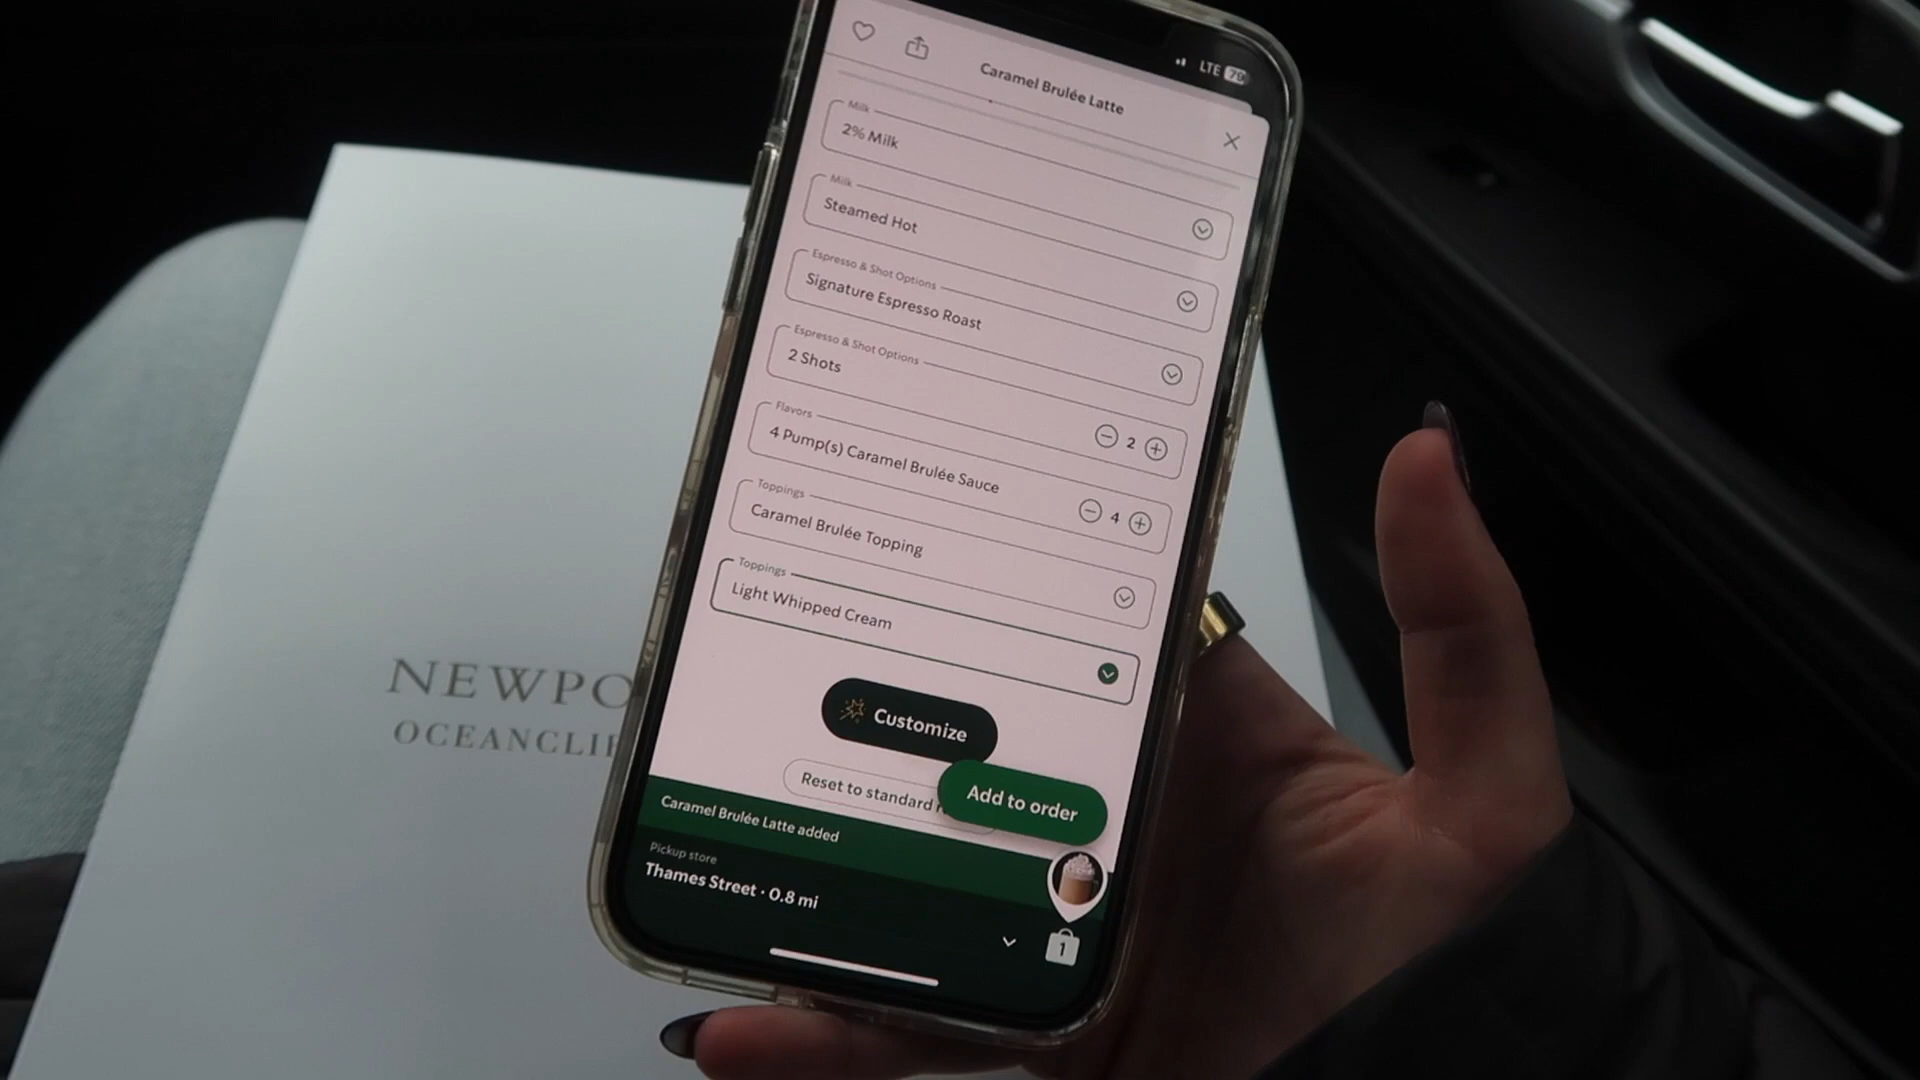 LTE 79
Caramel Brulée Latte
Milk
2% Milk
Milk
Steamed Hot
Espresso & Shot Options
Signature Espresso Roast
Espresso & Shot Options
2 Shots
2
Flavors
4 Pump(s) Caramel Brulée Sauce
4
Toppings
Caramel Brulée Topping
Toppings
Light Whipped Cream
Customize
Reset to standard
Add to order
Caramel Brulée Latte added
Pickup store
Thames Street · 0.8 mi
1
NEWPO
OCEANCLIF